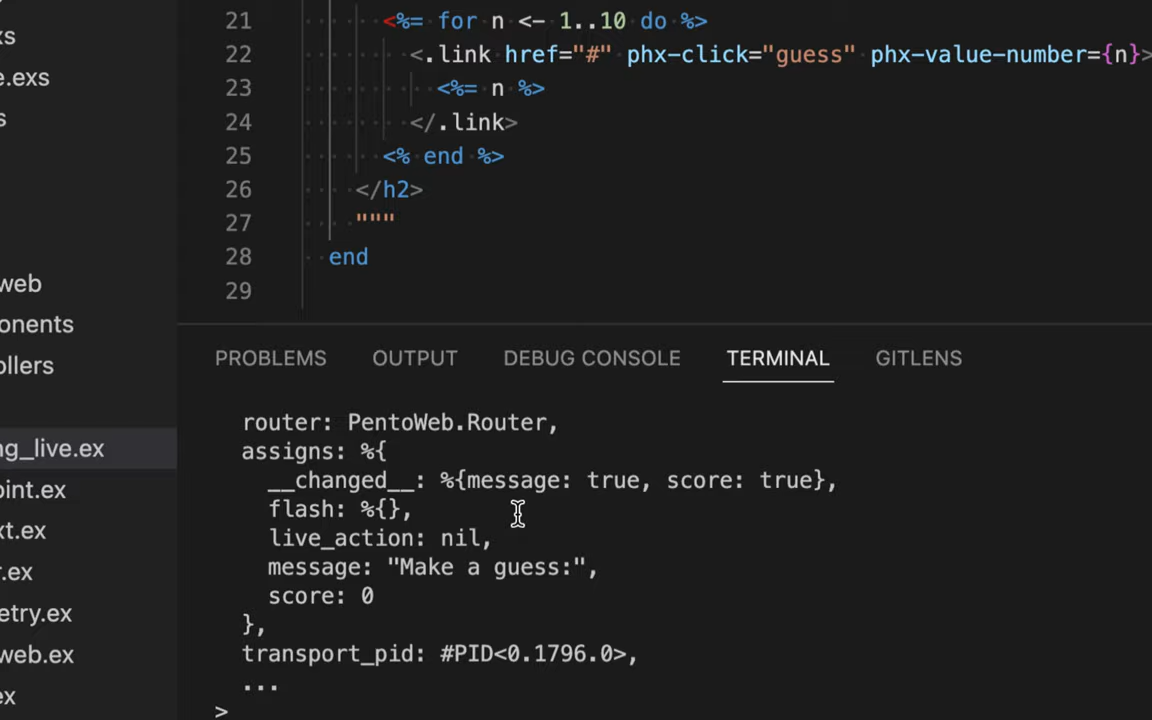 xs
e.exs
s
web
onents
ollers
ng_live.ex
oint.ex
xt.ex
r.ex
etry.ex
web.ex
ex
21 <%= for n <- 1..10 do %>
22 <.link href="#" phx-click="guess" phx-value-number={n}>
23 <%= n %>
24 </.link>
25 <% end %>
26 </h2>
27 """
28 end
29
PROBLEMS OUTPUT DEBUG CONSOLE TERMINAL GITLENS
router: PentoWeb.Router,
assigns: %{
__changed__: %{message: true, score: true},
flash: %{},
live_action: nil,
message: "Make a guess:",
score: 0
},
transport_pid: #PID<0.1796.0>,
...
>